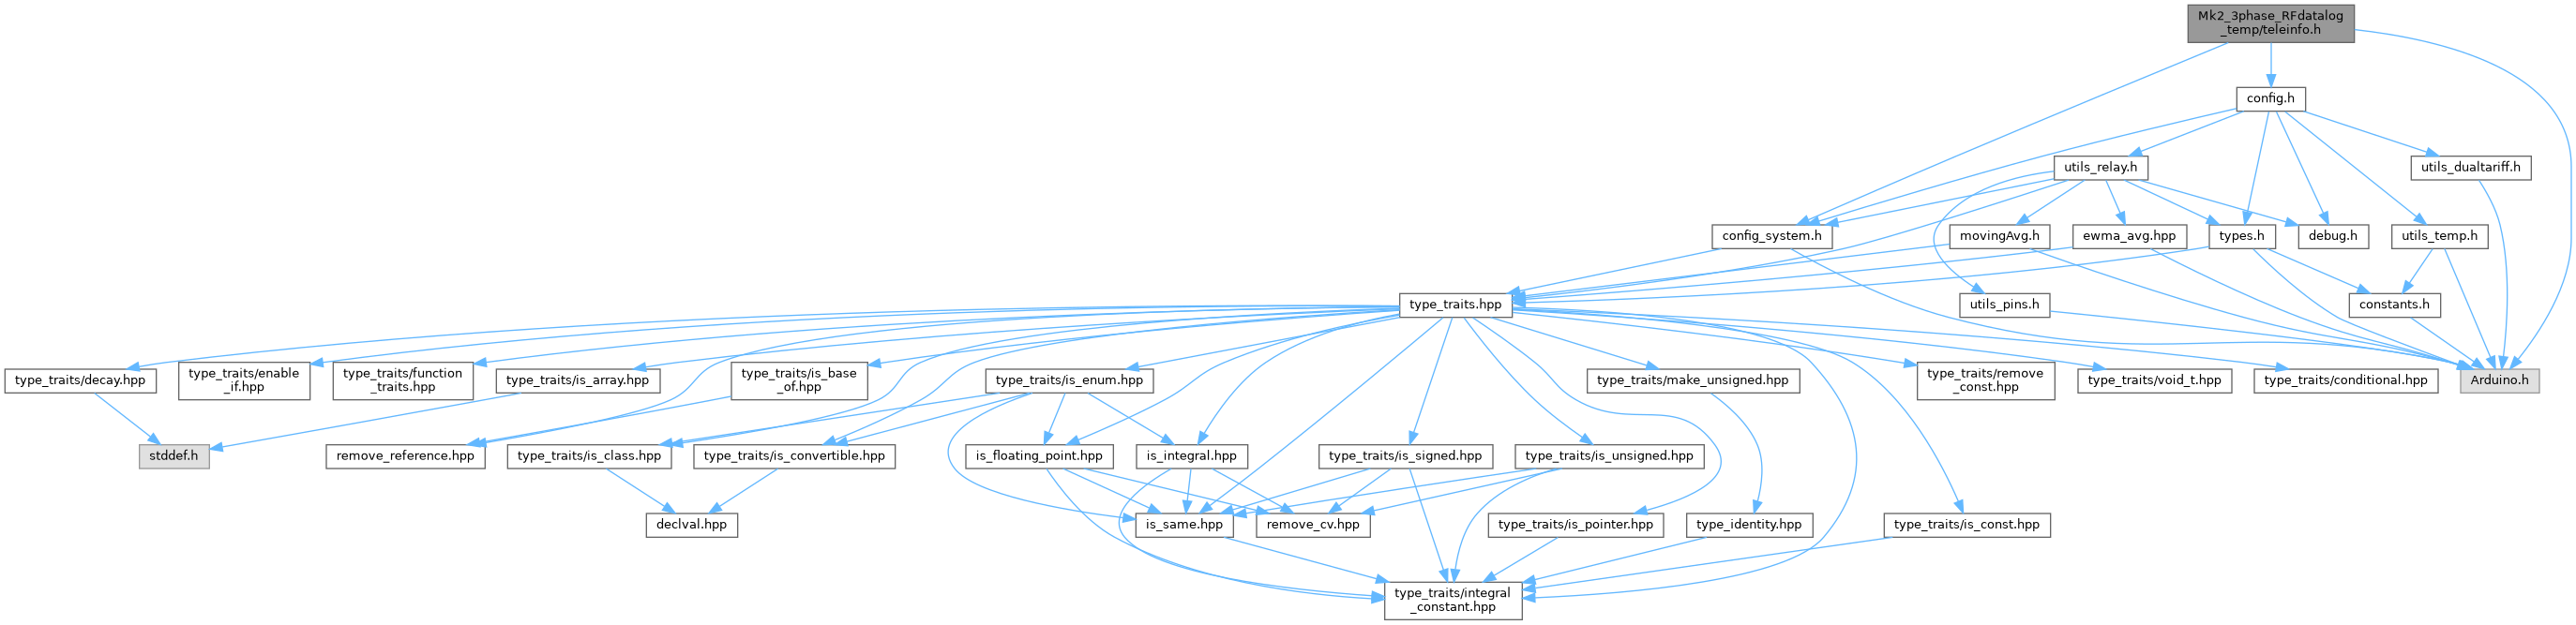 Mk2_3phase_RFdatalog
_temp/teleinfo.h
config.h
utils_relay.h
utils_dualtariff.h
config_system.h
movingAvg.h
ewma_avg.hpp
types.h
debug.h
utils_temp.h
type_traits.hpp
utils_pins.h
constants.h
type_traits/decay.hpp
type_traits/enable
_if.hpp
type_traits/function
_traits.hpp
type_traits/is_array.hpp
type_traits/is_base
_of.hpp
type_traits/is_enum.hpp
type_traits/make_unsigned.hpp
type_traits/remove
_const.hpp
type_traits/void_t.hpp
type_traits/conditional.hpp
Arduino.h
stddef.h
remove_reference.hpp
type_traits/is_class.hpp
type_traits/is_convertible.hpp
is_floating_point.hpp
is_integral.hpp
type_traits/is_signed.hpp
type_traits/is_unsigned.hpp
declval.hpp
is_same.hpp
remove_cv.hpp
type_traits/is_pointer.hpp
type_identity.hpp
type_traits/is_const.hpp
type_traits/integral
_constant.hpp